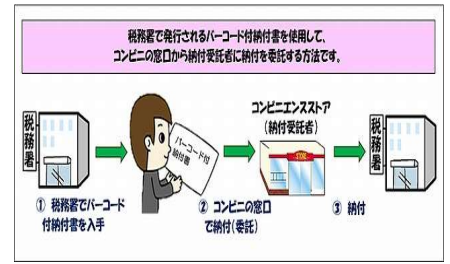 税務署で発行されるバーコード付納付書を使用して、
コンビニの窓口から納付受託者に納付を委託する方法です。
コンビニエンスストア
(納付受託者)
税務署
バーコード付
納付書
STORE
税務署
① 税務署でバーコード
付納付書を入手
② コンビニの窓口
で納付(委託)
③ 納付